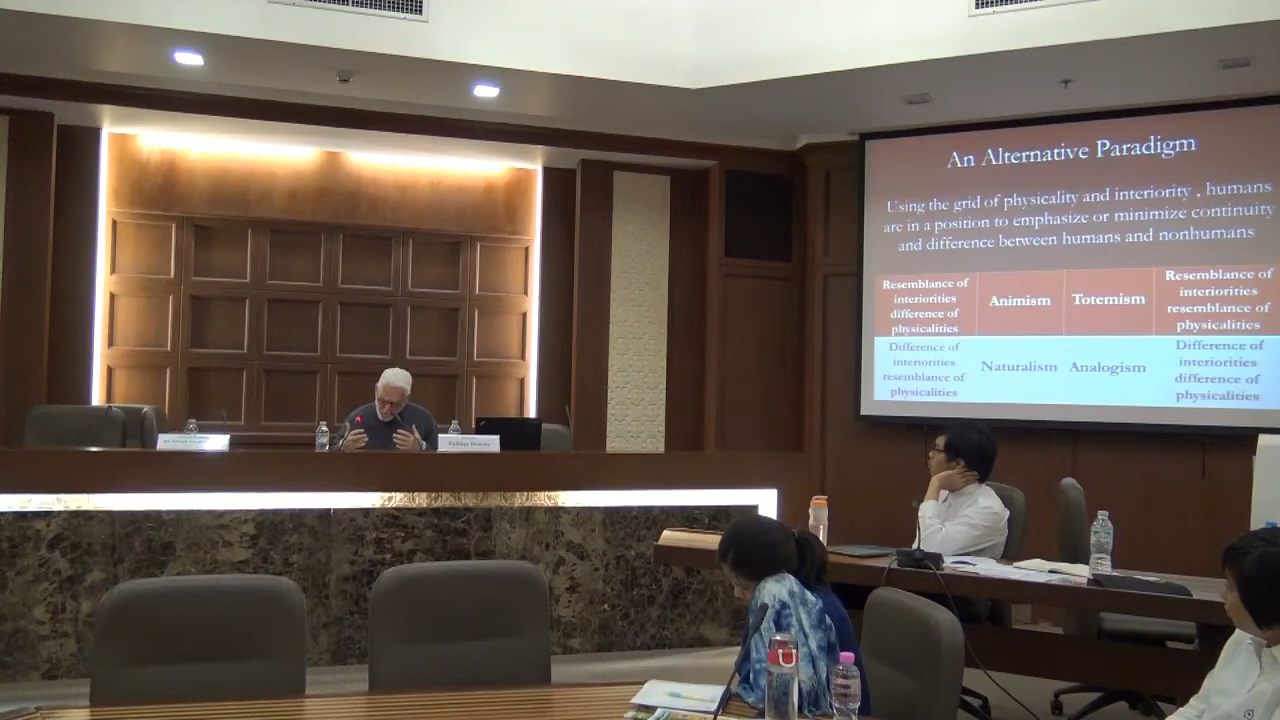 An Alternative Paradigm
Using the grid of physicality and interiority , humans
are in a position to emphasize or minimize continuity
and difference between humans and nonhumans
Resemblance of
interiorities
difference of
physicalities
Animism
Totemism
Resemblance of
interiorities
resemblance of
physicalities
Difference of
interiorities
resemblance of
physicalities
Naturalism
Analogism
Difference of
interiorities
difference of
physicalities